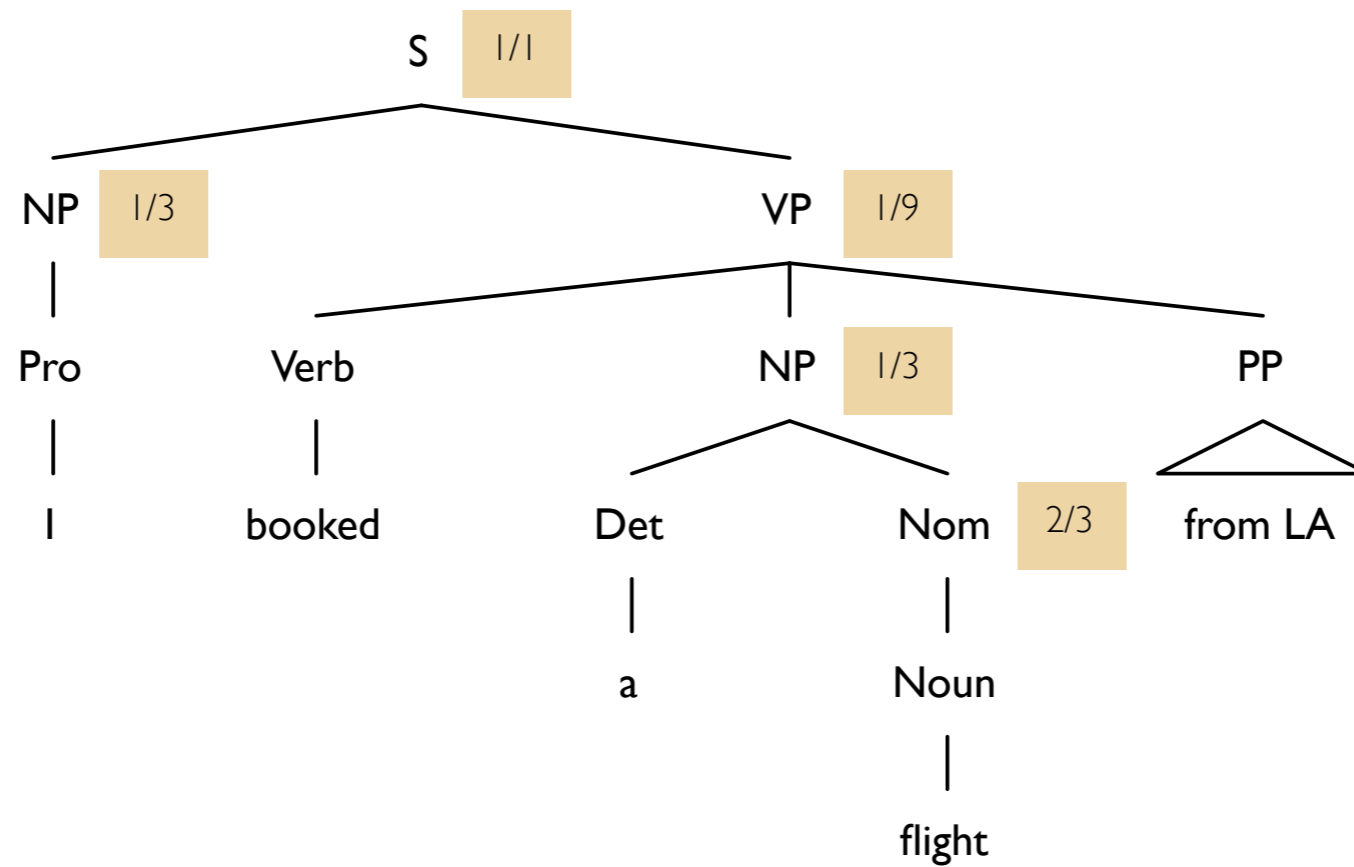 S 1/1
NP 1/3 VP 1/9
Pro Verb NP 1/3 PP
I booked Det Nom 2/3 from LA
a Noun
flight